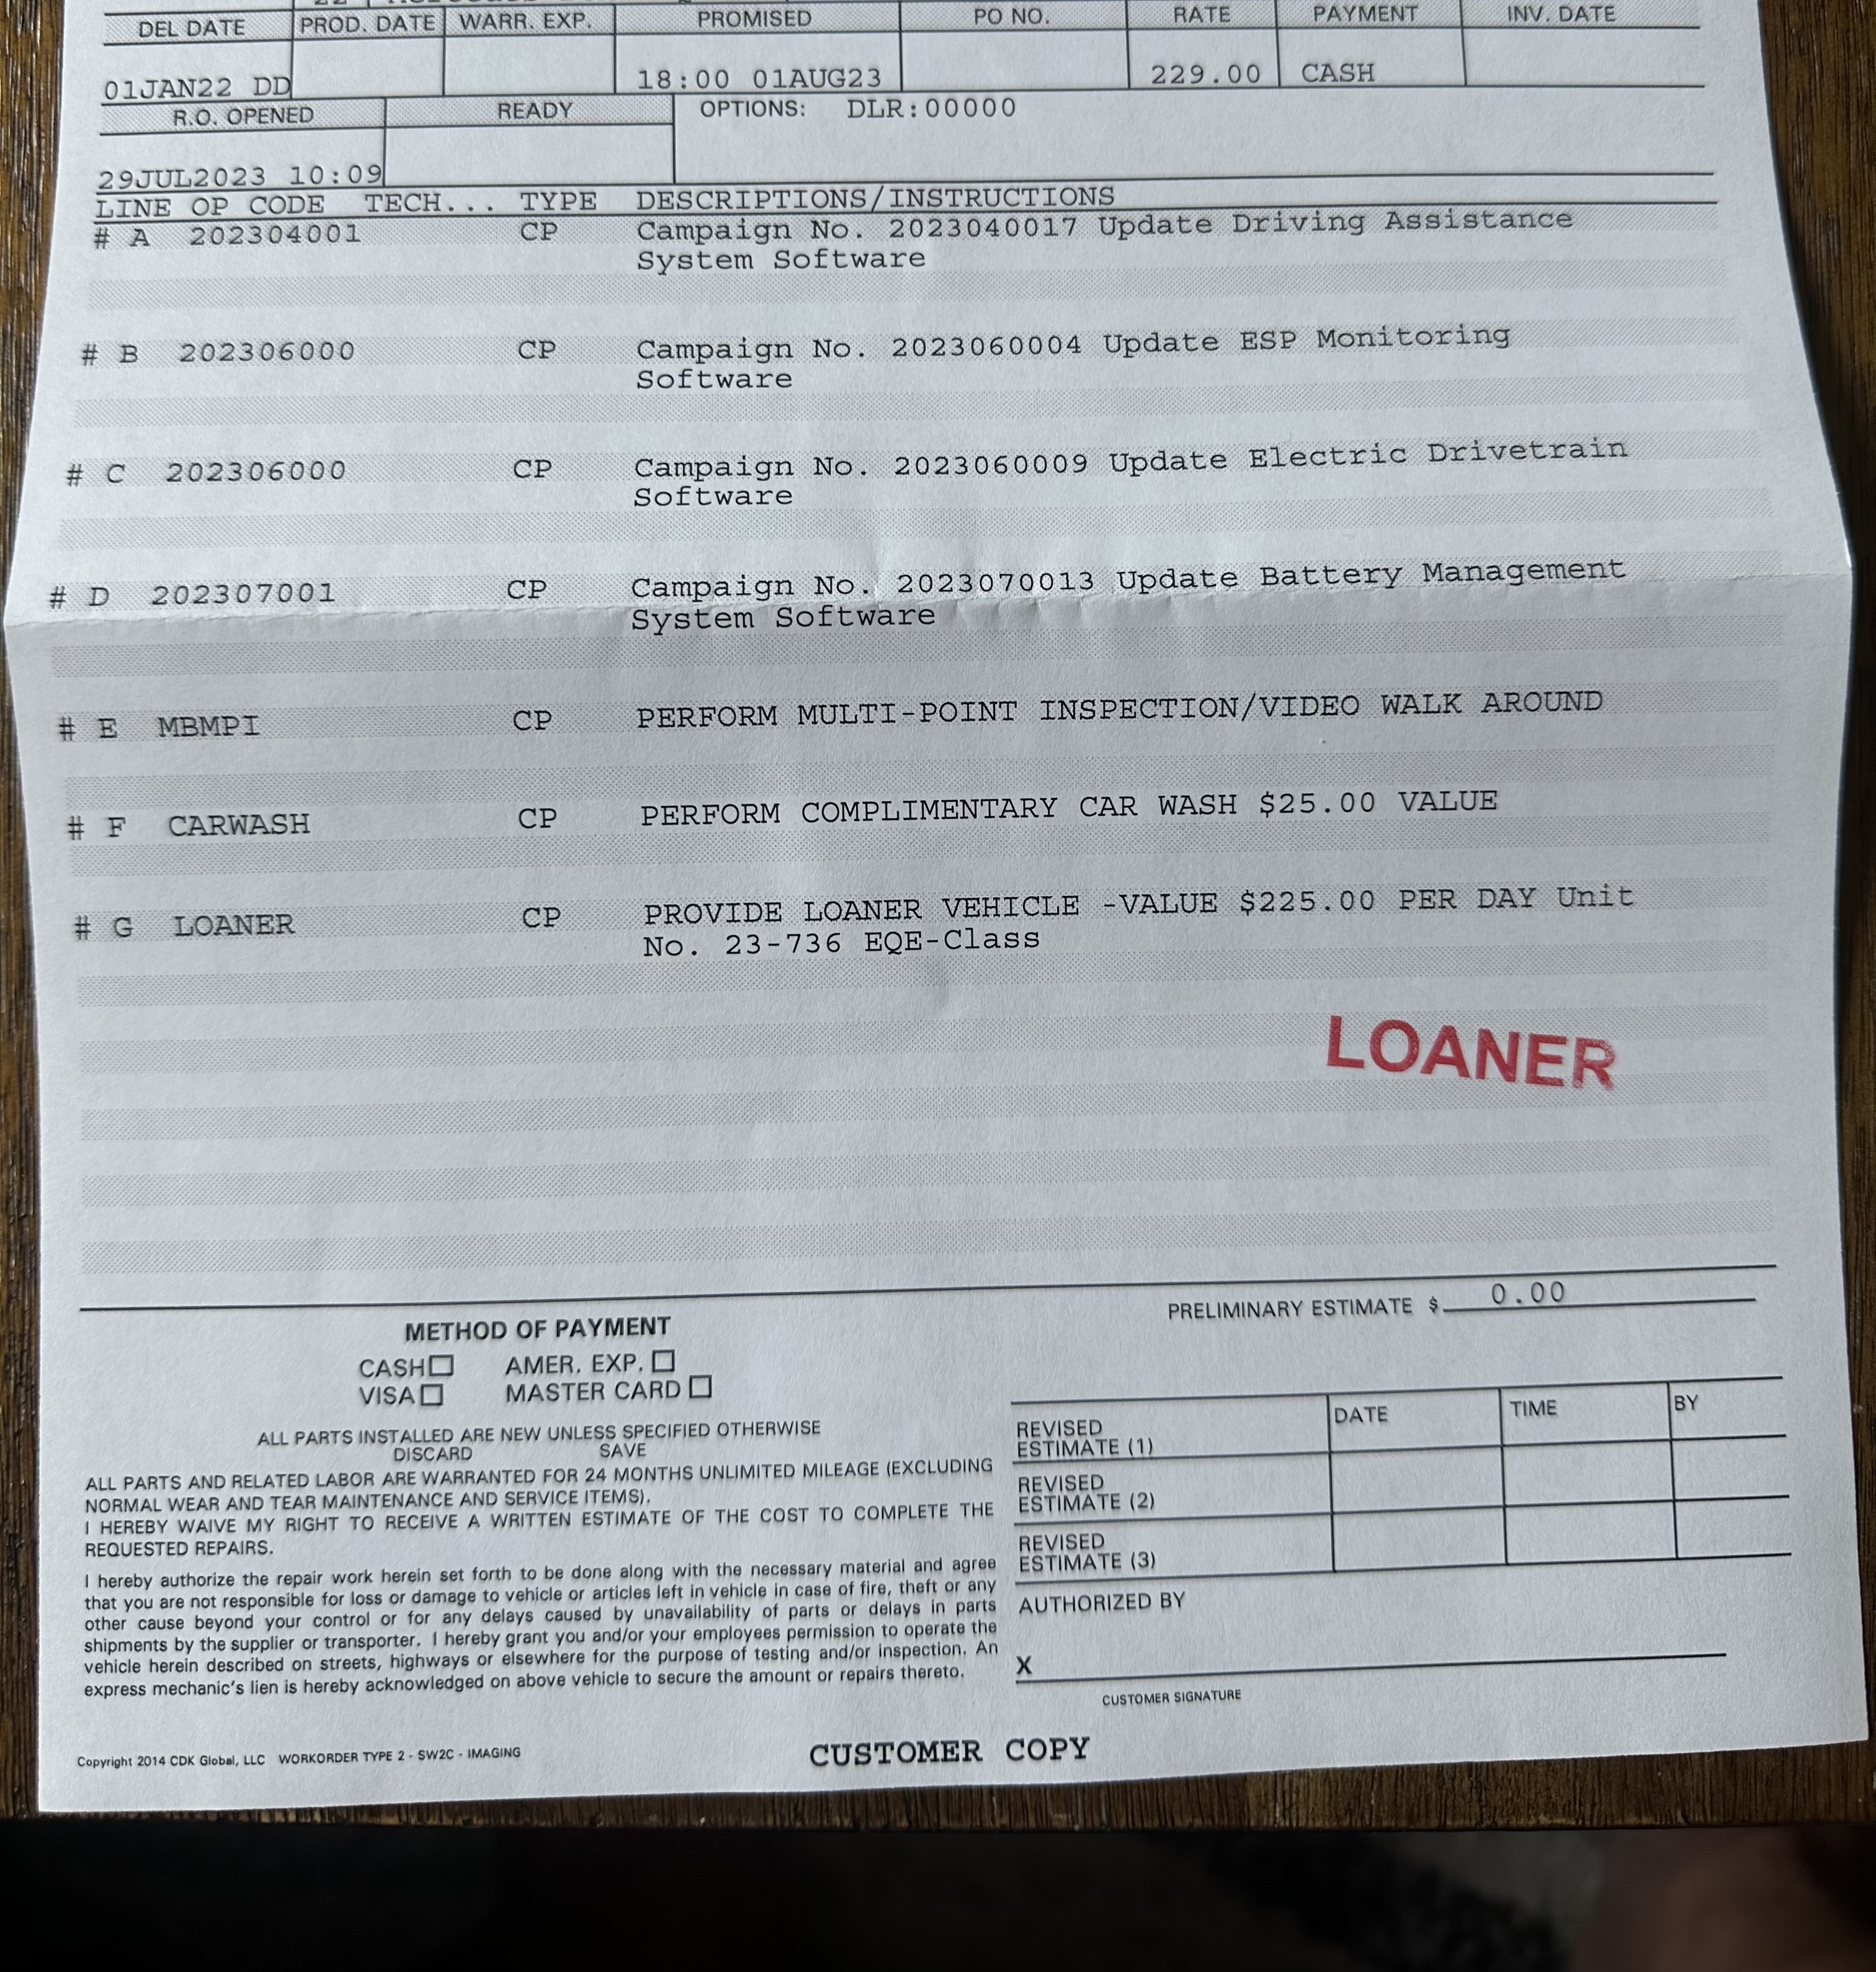 DEL DATE PROD. DATE WARR. EXP. PROMISED PO NO. RATE PAYMENT INV. DATE
01JAN22 DD 18:00 01AUG23 229.00 CASH
R.O. OPENED READY OPTIONS: DLR:00000
29JUL2023 10:09
LINE OP CODE TECH... TYPE DESCRIPTIONS/INSTRUCTIONS
# A 202304001 CP Campaign No. 2023040017 Update Driving Assistance
System Software
# B 202306000 CP Campaign No. 2023060004 Update ESP Monitoring
Software
# C 202306000 CP Campaign No. 2023060009 Update Electric Drivetrain
Software
# D 202307001 CP Campaign No. 2023070013 Update Battery Management
System Software
# E MBMPI CP PERFORM MULTI-POINT INSPECTION/VIDEO WALK AROUND
# F CARWASH CP PERFORM COMPLIMENTARY CAR WASH $25.00 VALUE
# G LOANER CP PROVIDE LOANER VEHICLE -VALUE $225.00 PER DAY Unit
No. 23-736 EQE-Class
LOANER
PRELIMINARY ESTIMATE $ 0.00
METHOD OF PAYMENT
CASH AMER. EXP.
VISA MASTER CARD
ALL PARTS INSTALLED ARE NEW UNLESS SPECIFIED OTHERWISE
DISCARD SAVE
ALL PARTS AND RELATED LABOR ARE WARRANTED FOR 24 MONTHS UNLIMITED MILEAGE (EXCLUDING
NORMAL WEAR AND TEAR MAINTENANCE AND SERVICE ITEMS).
I HEREBY WAIVE MY RIGHT TO RECEIVE A WRITTEN ESTIMATE OF THE COST TO COMPLETE THE
REQUESTED REPAIRS.
I hereby authorize the repair work herein set forth to be done along with the necessary material and agree
that you are not responsible for loss or damage to vehicle or articles left in vehicle in case of fire, theft or any
other cause beyond your control or for any delays caused by unavailability of parts or delays in parts
shipments by the supplier or transporter. I hereby grant you and/or your employees permission to operate the
vehicle herein described on streets, highways or elsewhere for the purpose of testing and/or inspection. An
express mechanic's lien is hereby acknowledged on above vehicle to secure the amount or repairs thereto.
DATE TIME BY
REVISED
ESTIMATE (1)
REVISED
ESTIMATE (2)
REVISED
ESTIMATE (3)
AUTHORIZED BY
X
CUSTOMER SIGNATURE
Copyright 2014 CDK Global, LLC WORKORDER TYPE 2 - SW2C - IMAGING
CUSTOMER COPY